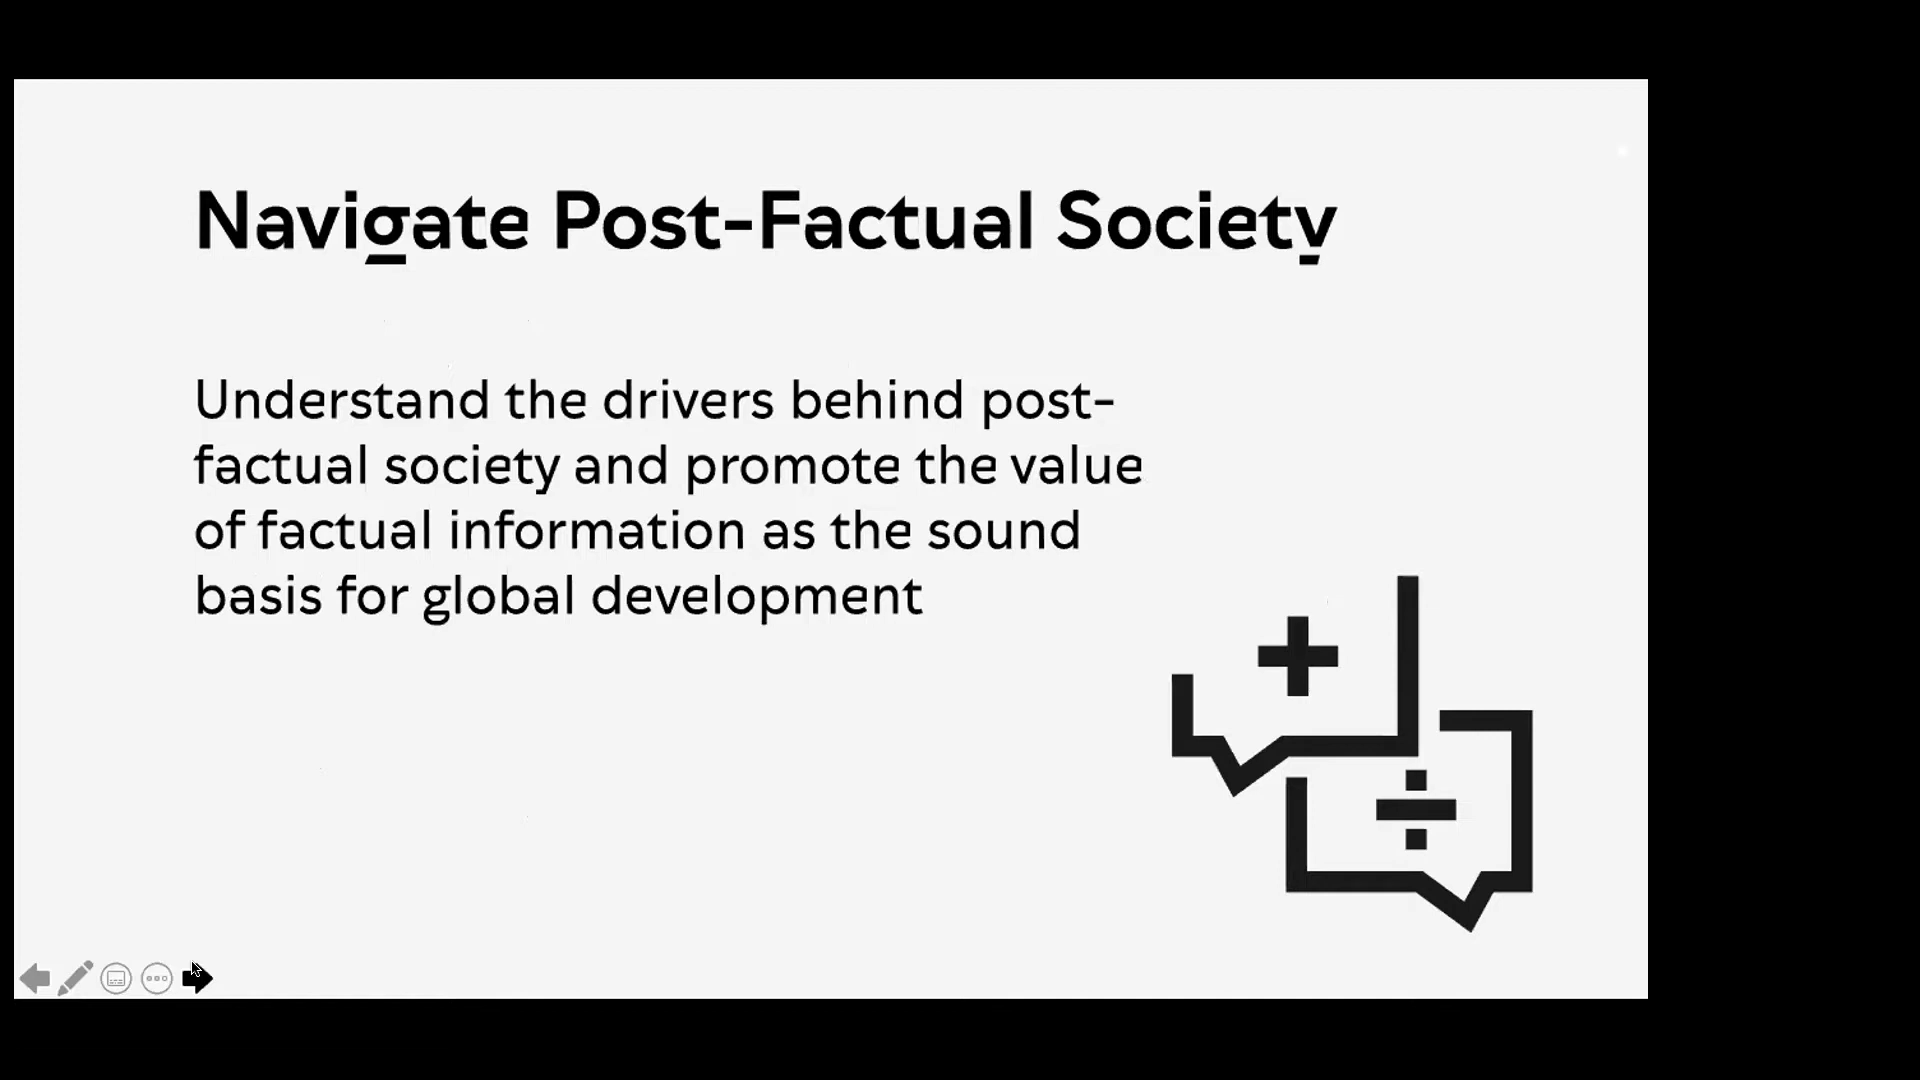 Navigate Post-Factual Society
Understand the drivers behind post-
factual society and promote the value
of factual information as the sound
basis for global development